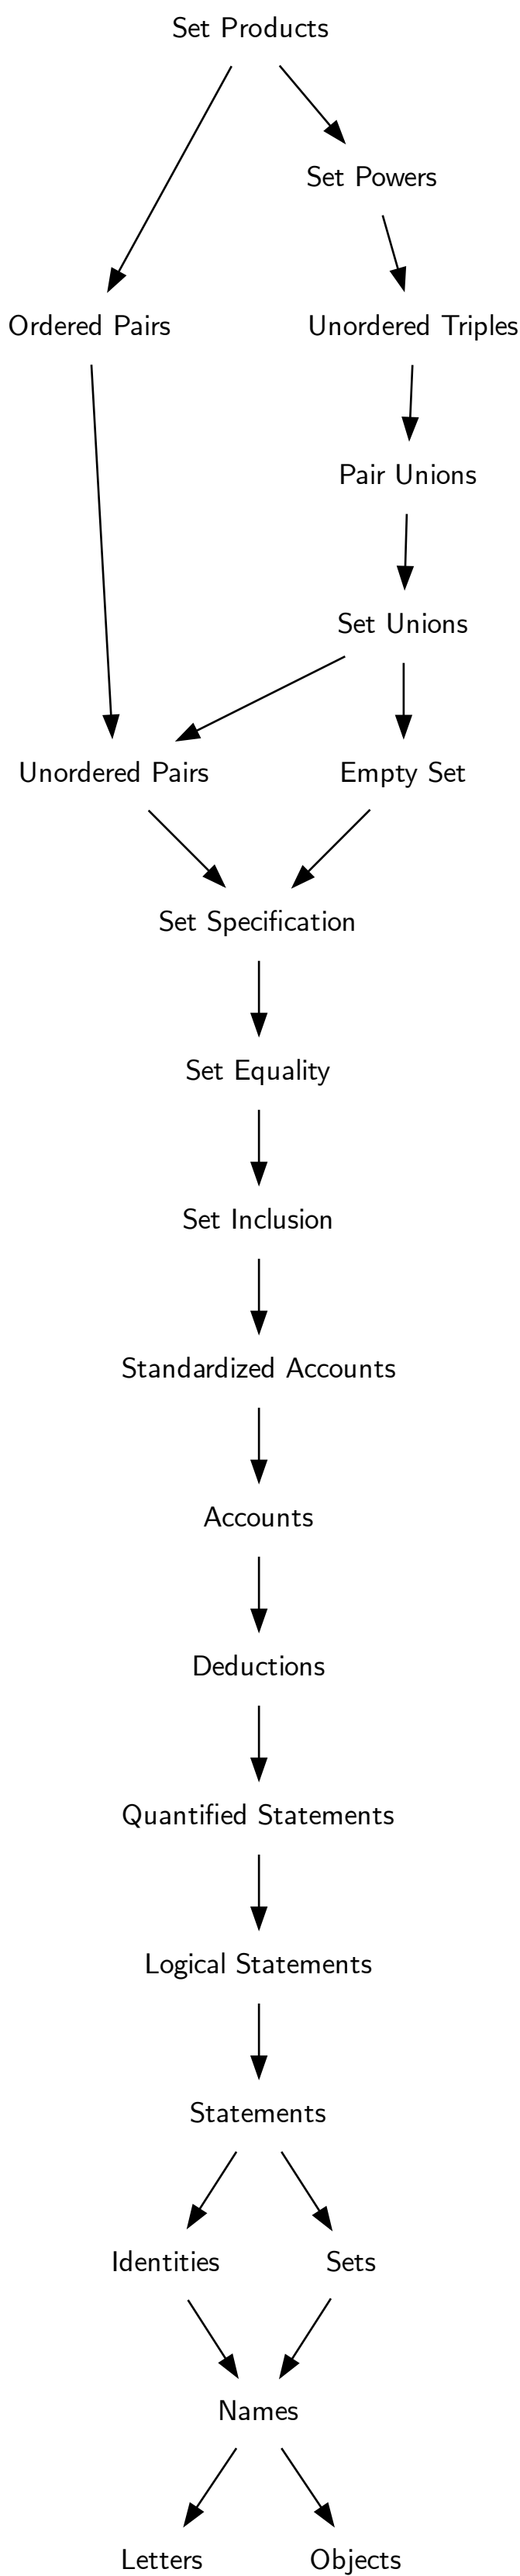 Set Products
Set Powers
Ordered Pairs
Unordered Triples
Pair Unions
Set Unions
Unordered Pairs
Empty Set
Set Specification
Set Equality
Set Inclusion
Standardized Accounts
Accounts
Deductions
Quantified Statements
Logical Statements
Statements
Identities
Sets
Names
Letters
Objects